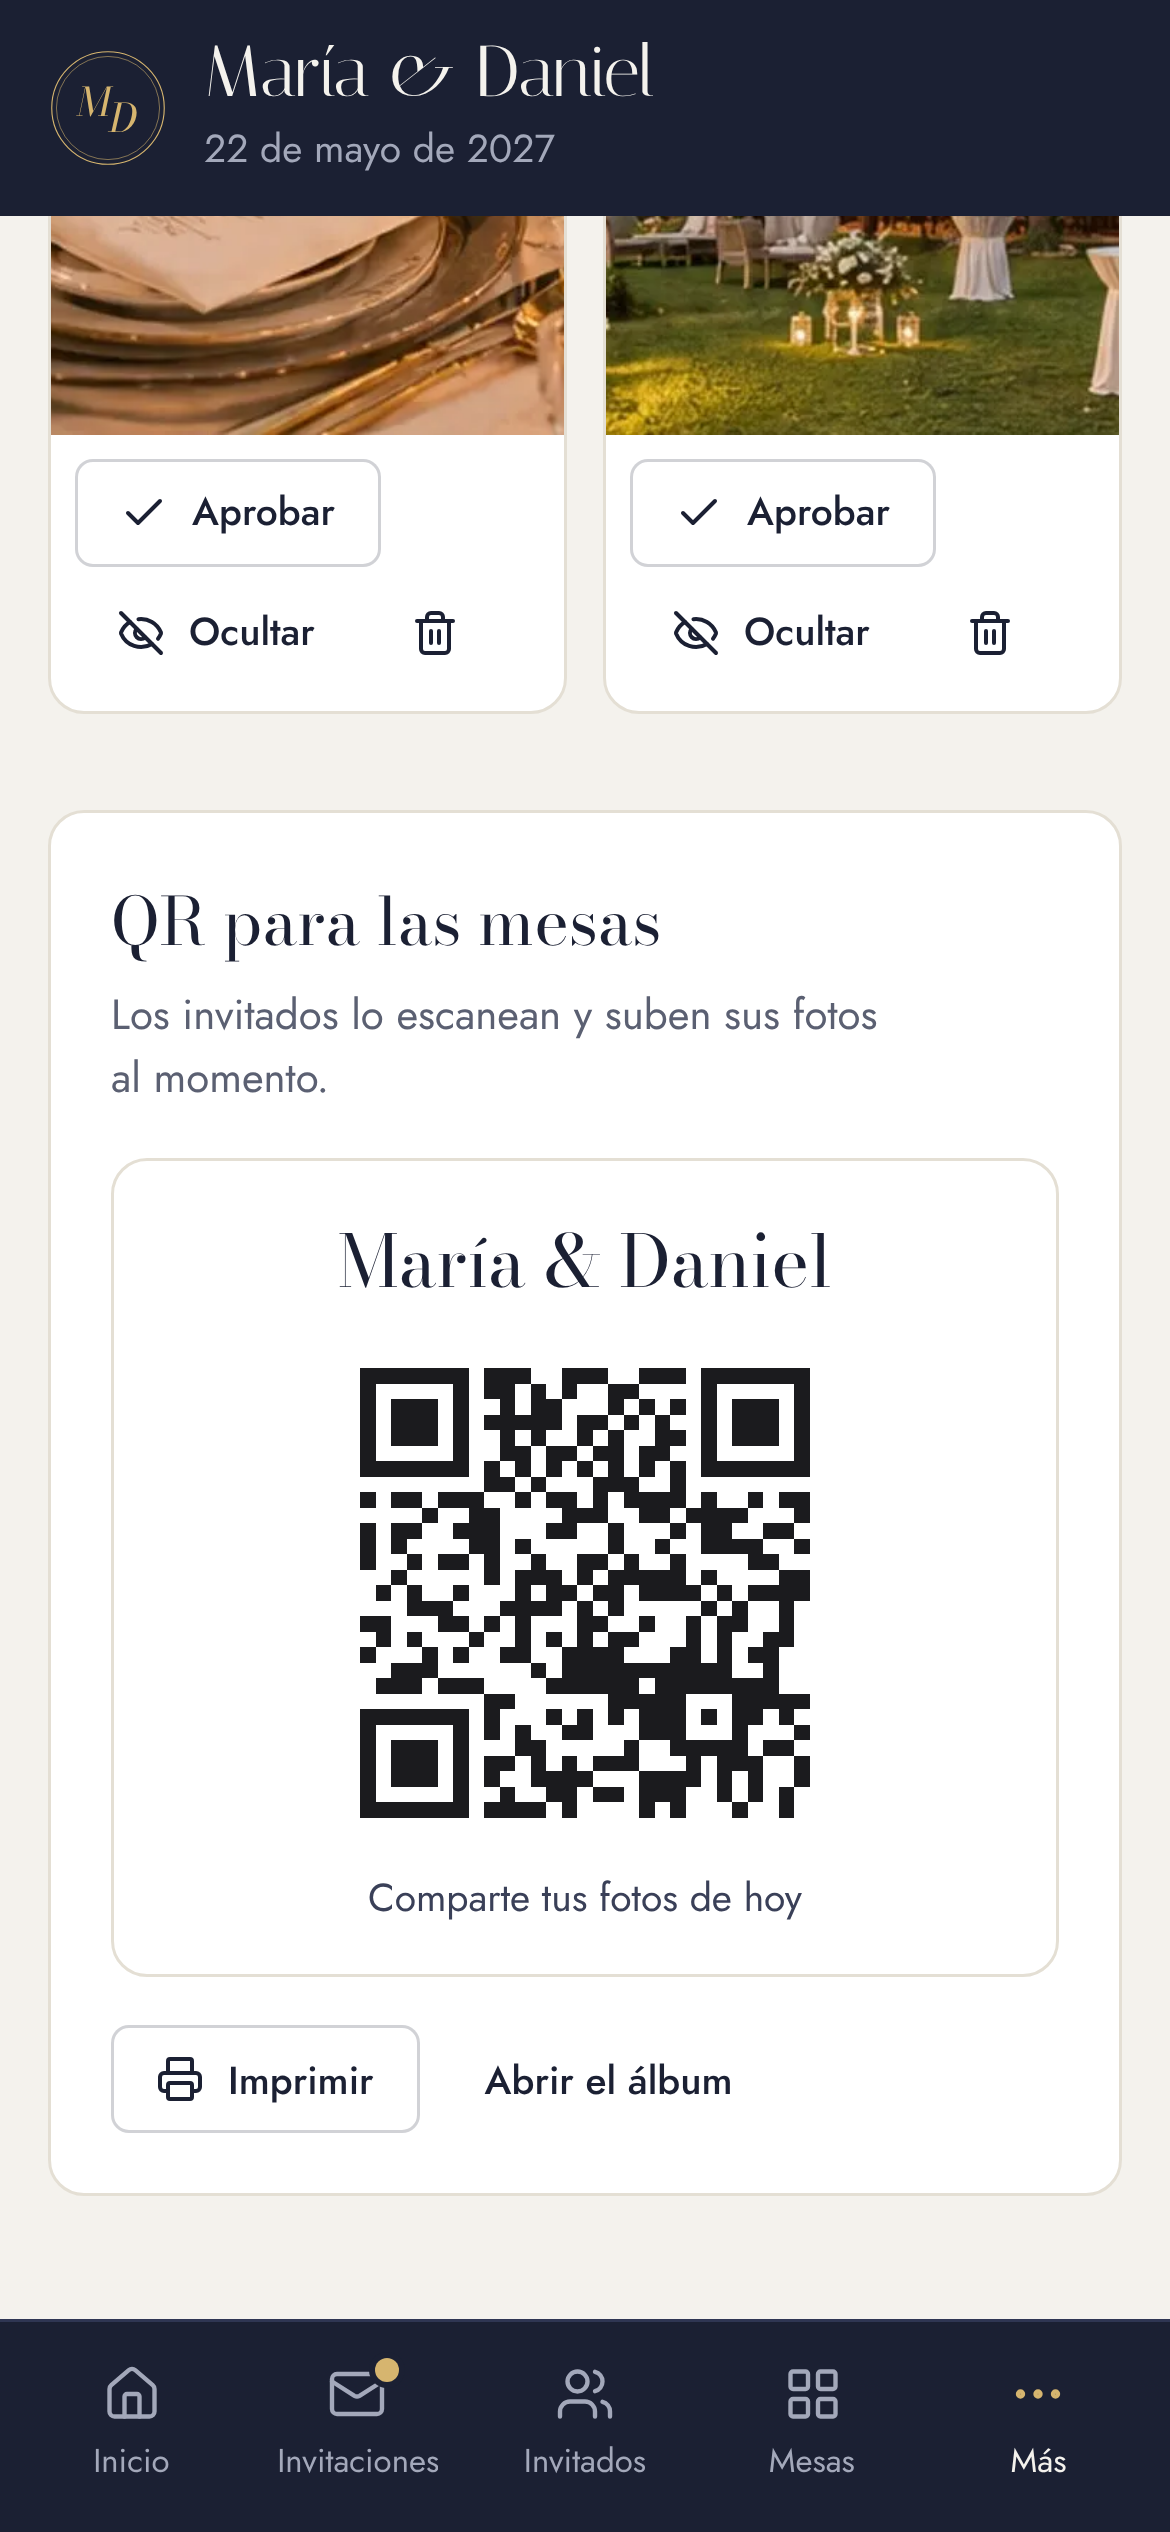 MD
María & Daniel
22 de mayo de 2027
Aprobar
Aprobar
Ocultar
Ocultar
QR para las mesas
Los invitados lo escanean y suben sus fotos
al momento.
María & Daniel
Comparte tus fotos de hoy
Imprimir
Abrir el álbum
Inicio
Invitaciones
Invitados
Mesas
Más